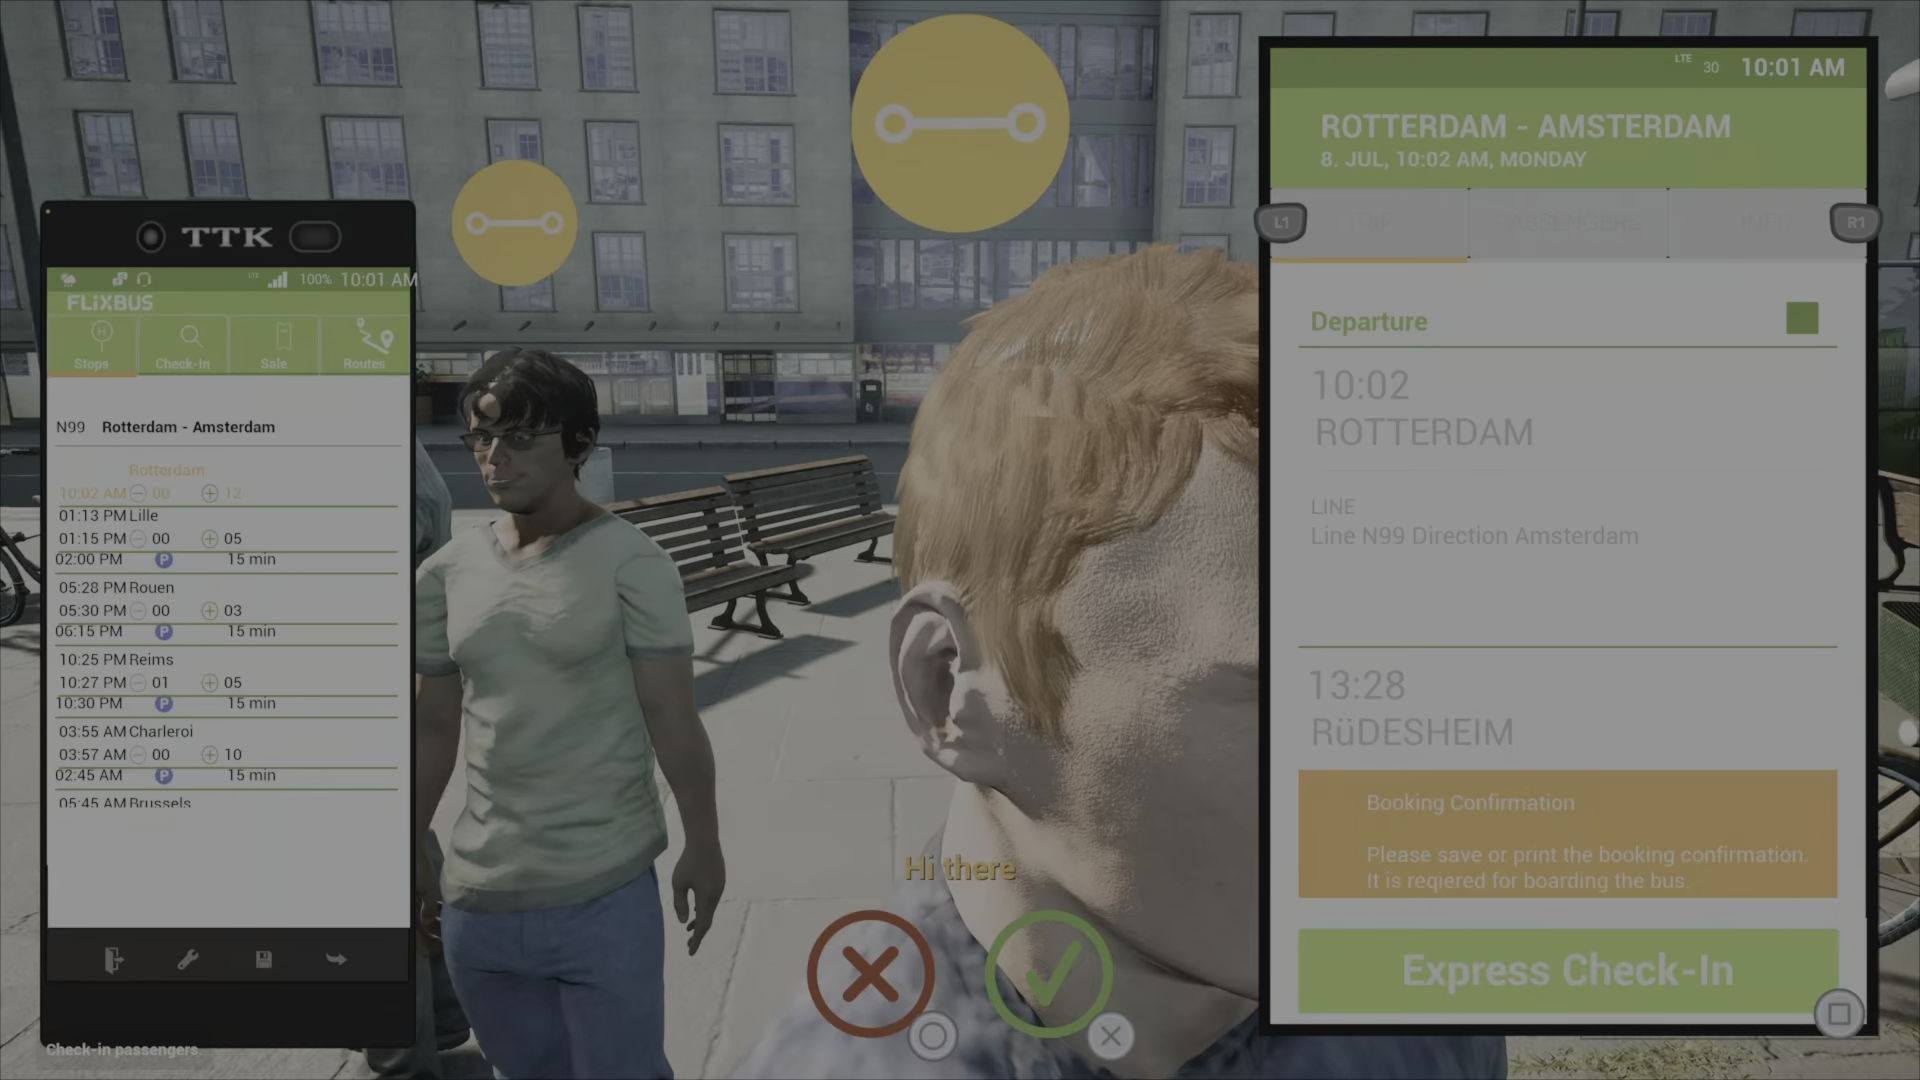 TTK
LTE
100%
10:01 AM
FLiXBUS
Stops
Check-In
Sale
Routes
N99 Rotterdam - Amsterdam
Rotterdam
10:02 AM 00 12
01:13 PM Lille
01:15 PM 00 05
02:00 PM P 15 min
05:28 PM Rouen
05:30 PM 00 03
06:15 PM P 15 min
10:25 PM Reims
10:27 PM 01 05
10:30 PM P 15 min
03:55 AM Charleroi
03:57 AM 00 10
02:45 AM P 15 min
05:45 AM Brussels
Check-in passengers.
Hi there
LTE 30 10:01 AM
ROTTERDAM - AMSTERDAM
8. JUL, 10:02 AM, MONDAY
L1 TRIP PASSENGERS INFO R1
Departure
10:02
ROTTERDAM
LINE
Line N99 Direction Amsterdam
13:28
RüDESHEIM
Booking Confirmation
Please save or print the booking confirmation.
It is reqiered for boarding the bus.
Express Check-In